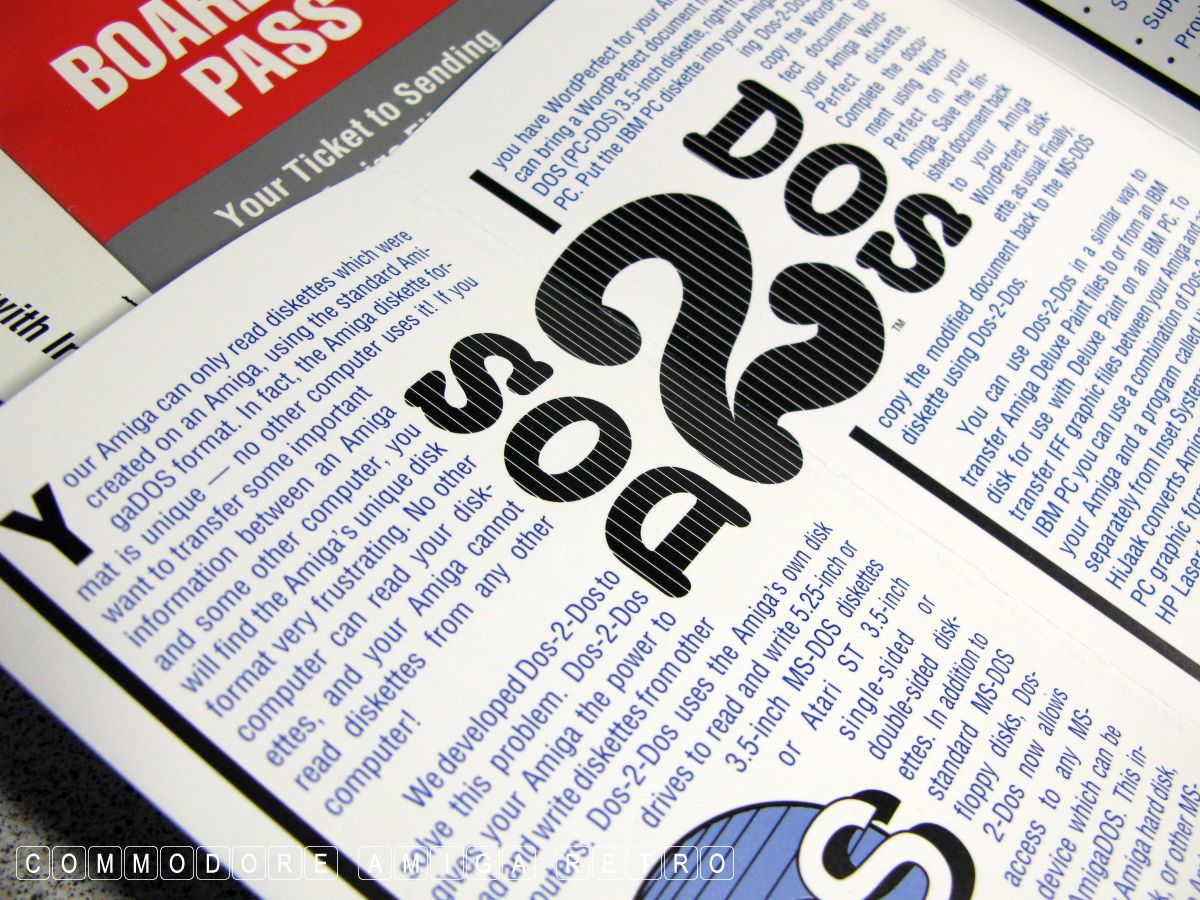 PASS
Your Ticket to Sending
with
Your Amiga can only read diskettes which were
created on an Amiga, using the standard Ami-
gaDOS format. In fact, the Amiga diskette for-
mat is unique — no other computer uses it! If you
want to transfer some important
information between an Amiga
and some other computer, you
will find the Amiga's unique disk
format very frustrating. No other
computer can read your disk-
ettes, and your Amiga cannot
read diskettes from any other
computer!
We developed Dos-2-Dos to
solve this problem. Dos-2-Dos
your Amiga the power to
and write diskettes from other
Dos-2-Dos uses the Amiga's own disk
drives to read and write 5.25-inch or
3.5-inch MS-DOS diskettes
or Atari ST 3.5-inch
single-sided or
double-sided disk-
ettes. In addition to
standard MS-DOS
floppy disks, Dos-
2-Dos now allows
access to any MS-
device which can be
AmigaDOS. This in-
Amiga hard disk,
or other MS-
DOS
2
DOS
TM
I
you have WordPerfect for your
can bring a WordPerfect document
DOS (PC-DOS) 3.5-inch diskette, right
PC. Put the IBM PC diskette into your Amiga
ing Dos-2-Dos,
copy the WordPer-
fect document to
your Amiga Word-
Perfect diskette.
Complete the docu-
ment using Word-
Perfect on your
Amiga. Save the fin-
ished document back
to your Amiga
WordPerfect disk-
ette, as usual. Finally,
copy the modified document back to the MS-DOS
diskette using Dos-2-Dos.
You can use Dos-2-Dos in a similar way to
transfer Amiga Deluxe Paint files to or from an IBM
disk for use with Deluxe Paint on an IBM PC. To
transfer IFF graphic files between your Amiga and
IBM PC you can use a combination of Dos-2
your Amiga and a program called
separately from Inset Systems
HiJaak converts Amiga
PC graphic
HP Laser
S
COMMODORE AMIGA RETRO